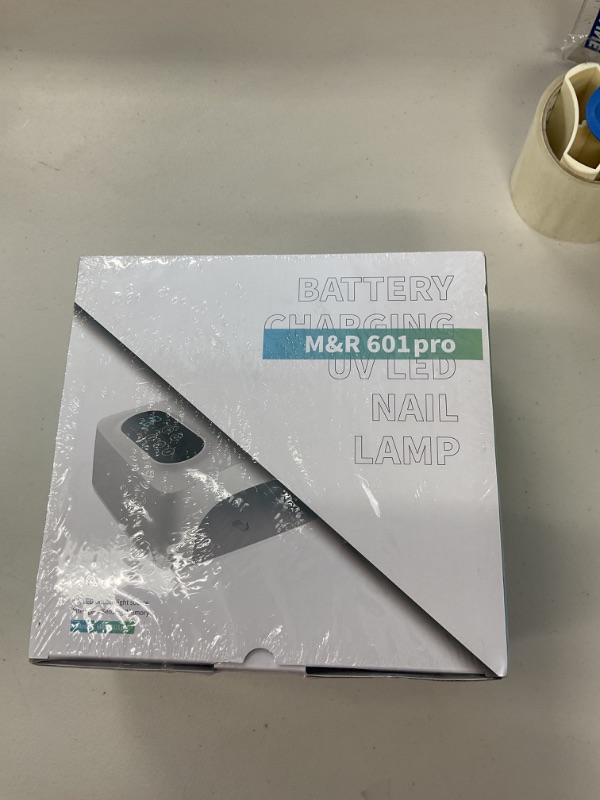 BATTERY
CHARGING
M&R 601pro
UV LED
NAIL
LAMP